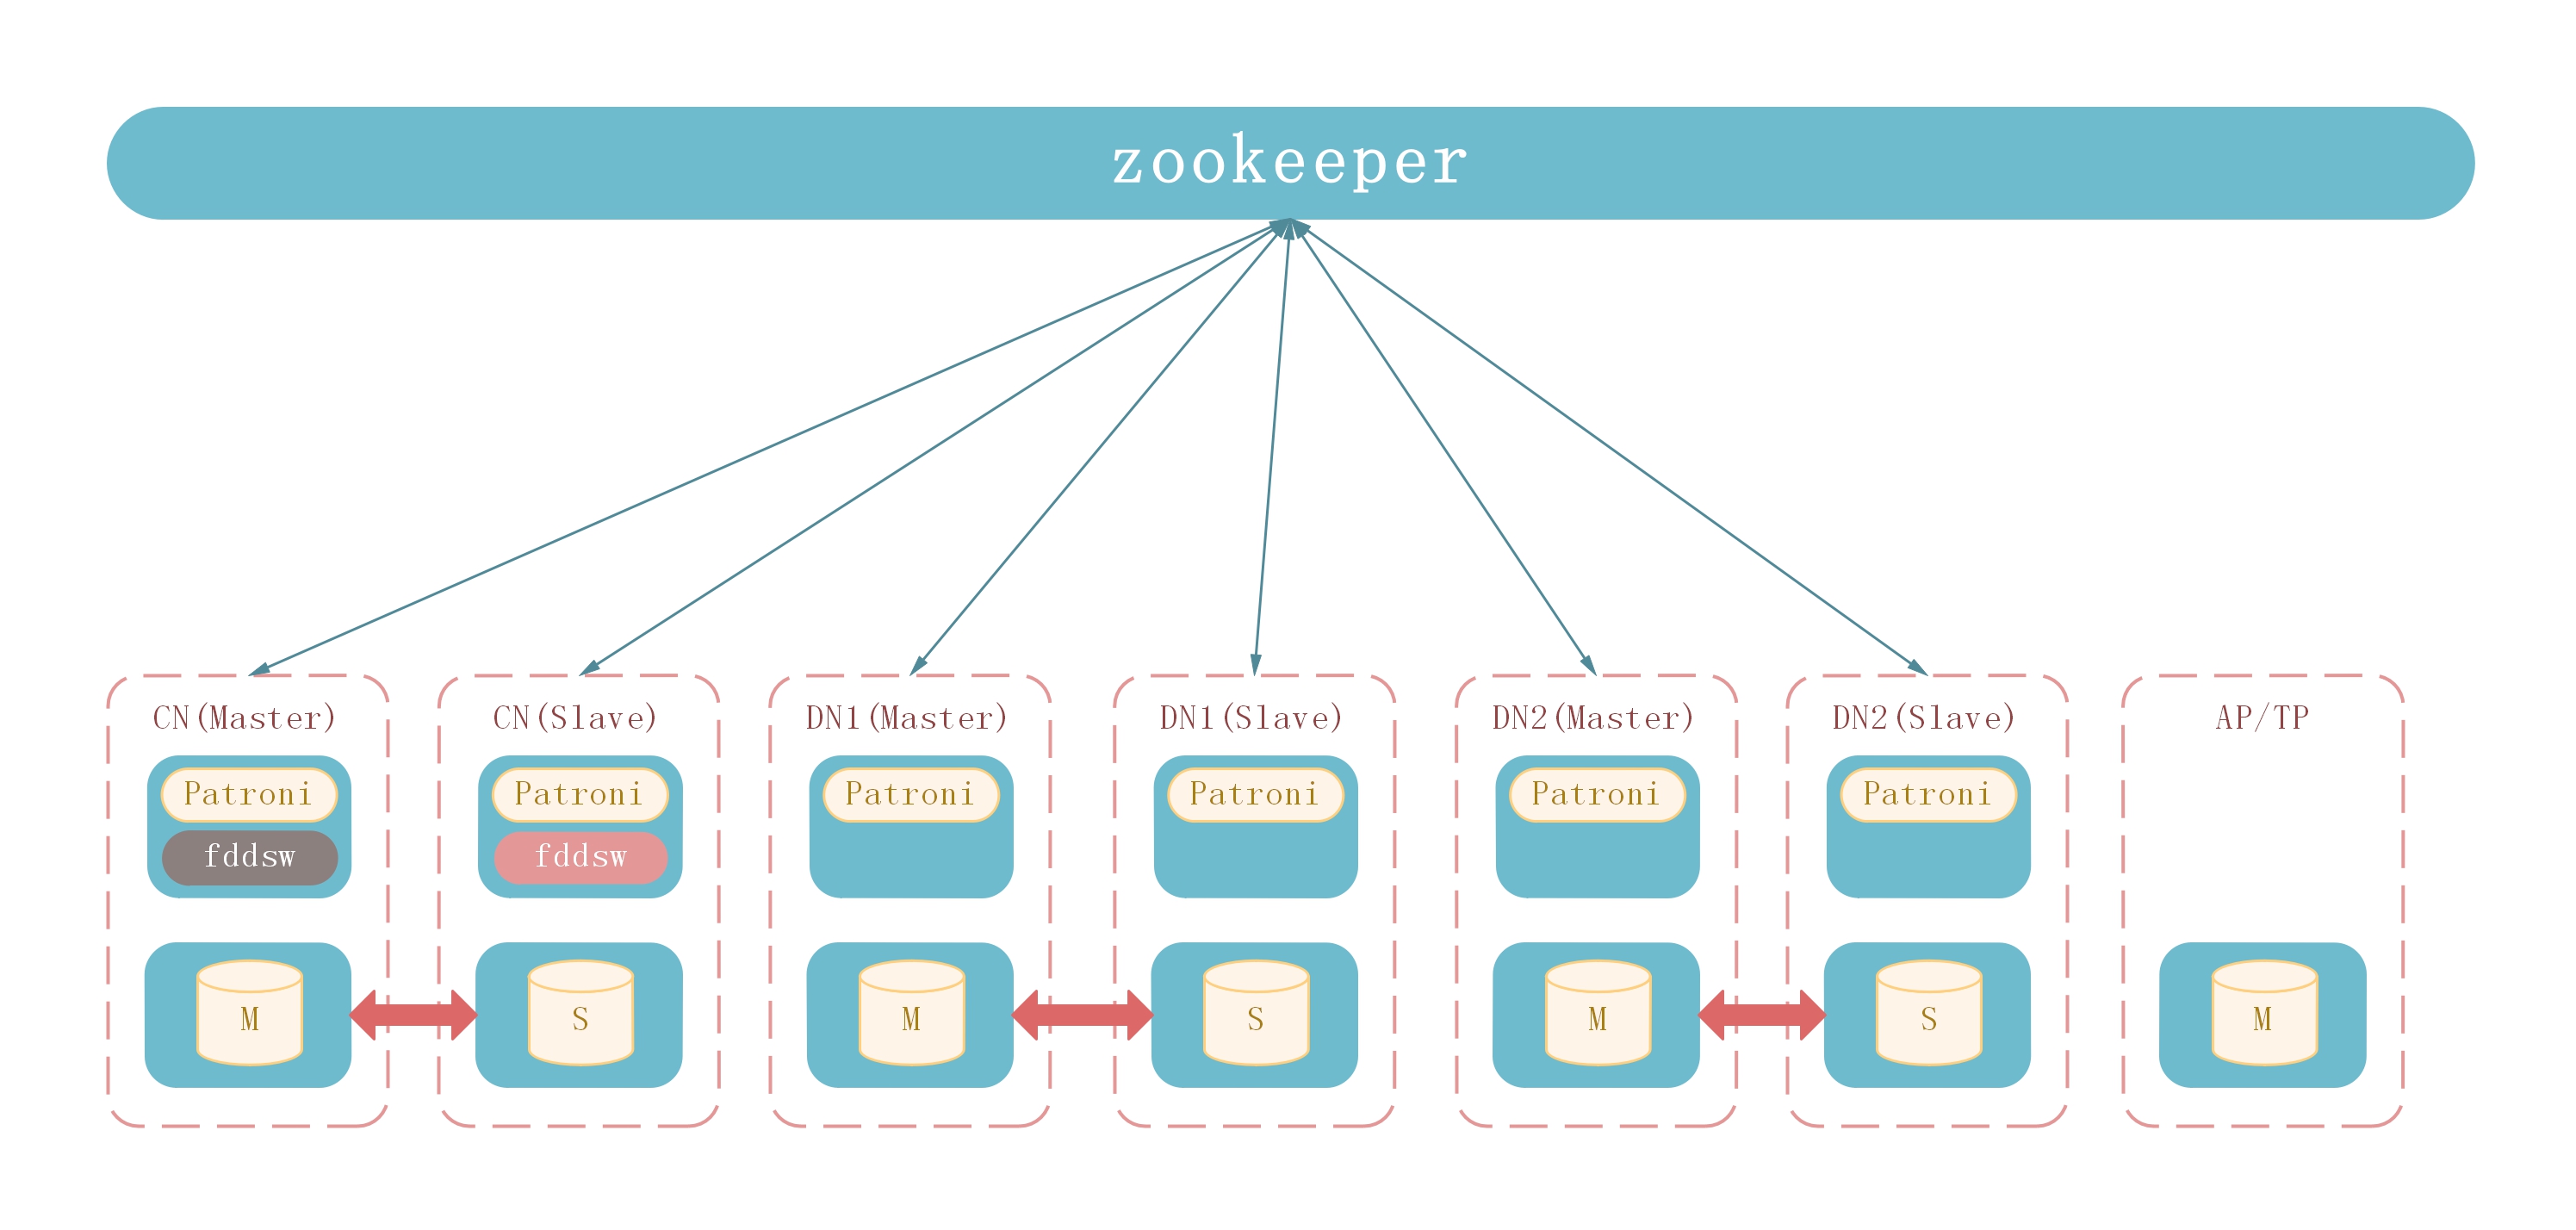 zookeeper
CN(Master)
CN(Slave)
DN1(Master)
DN1(Slave)
DN2(Master)
DN2(Slave)
AP/TP
Patroni
Patroni
Patroni
Patroni
Patroni
Patroni
fddsw
fddsw
M
S
M
S
M
S
M